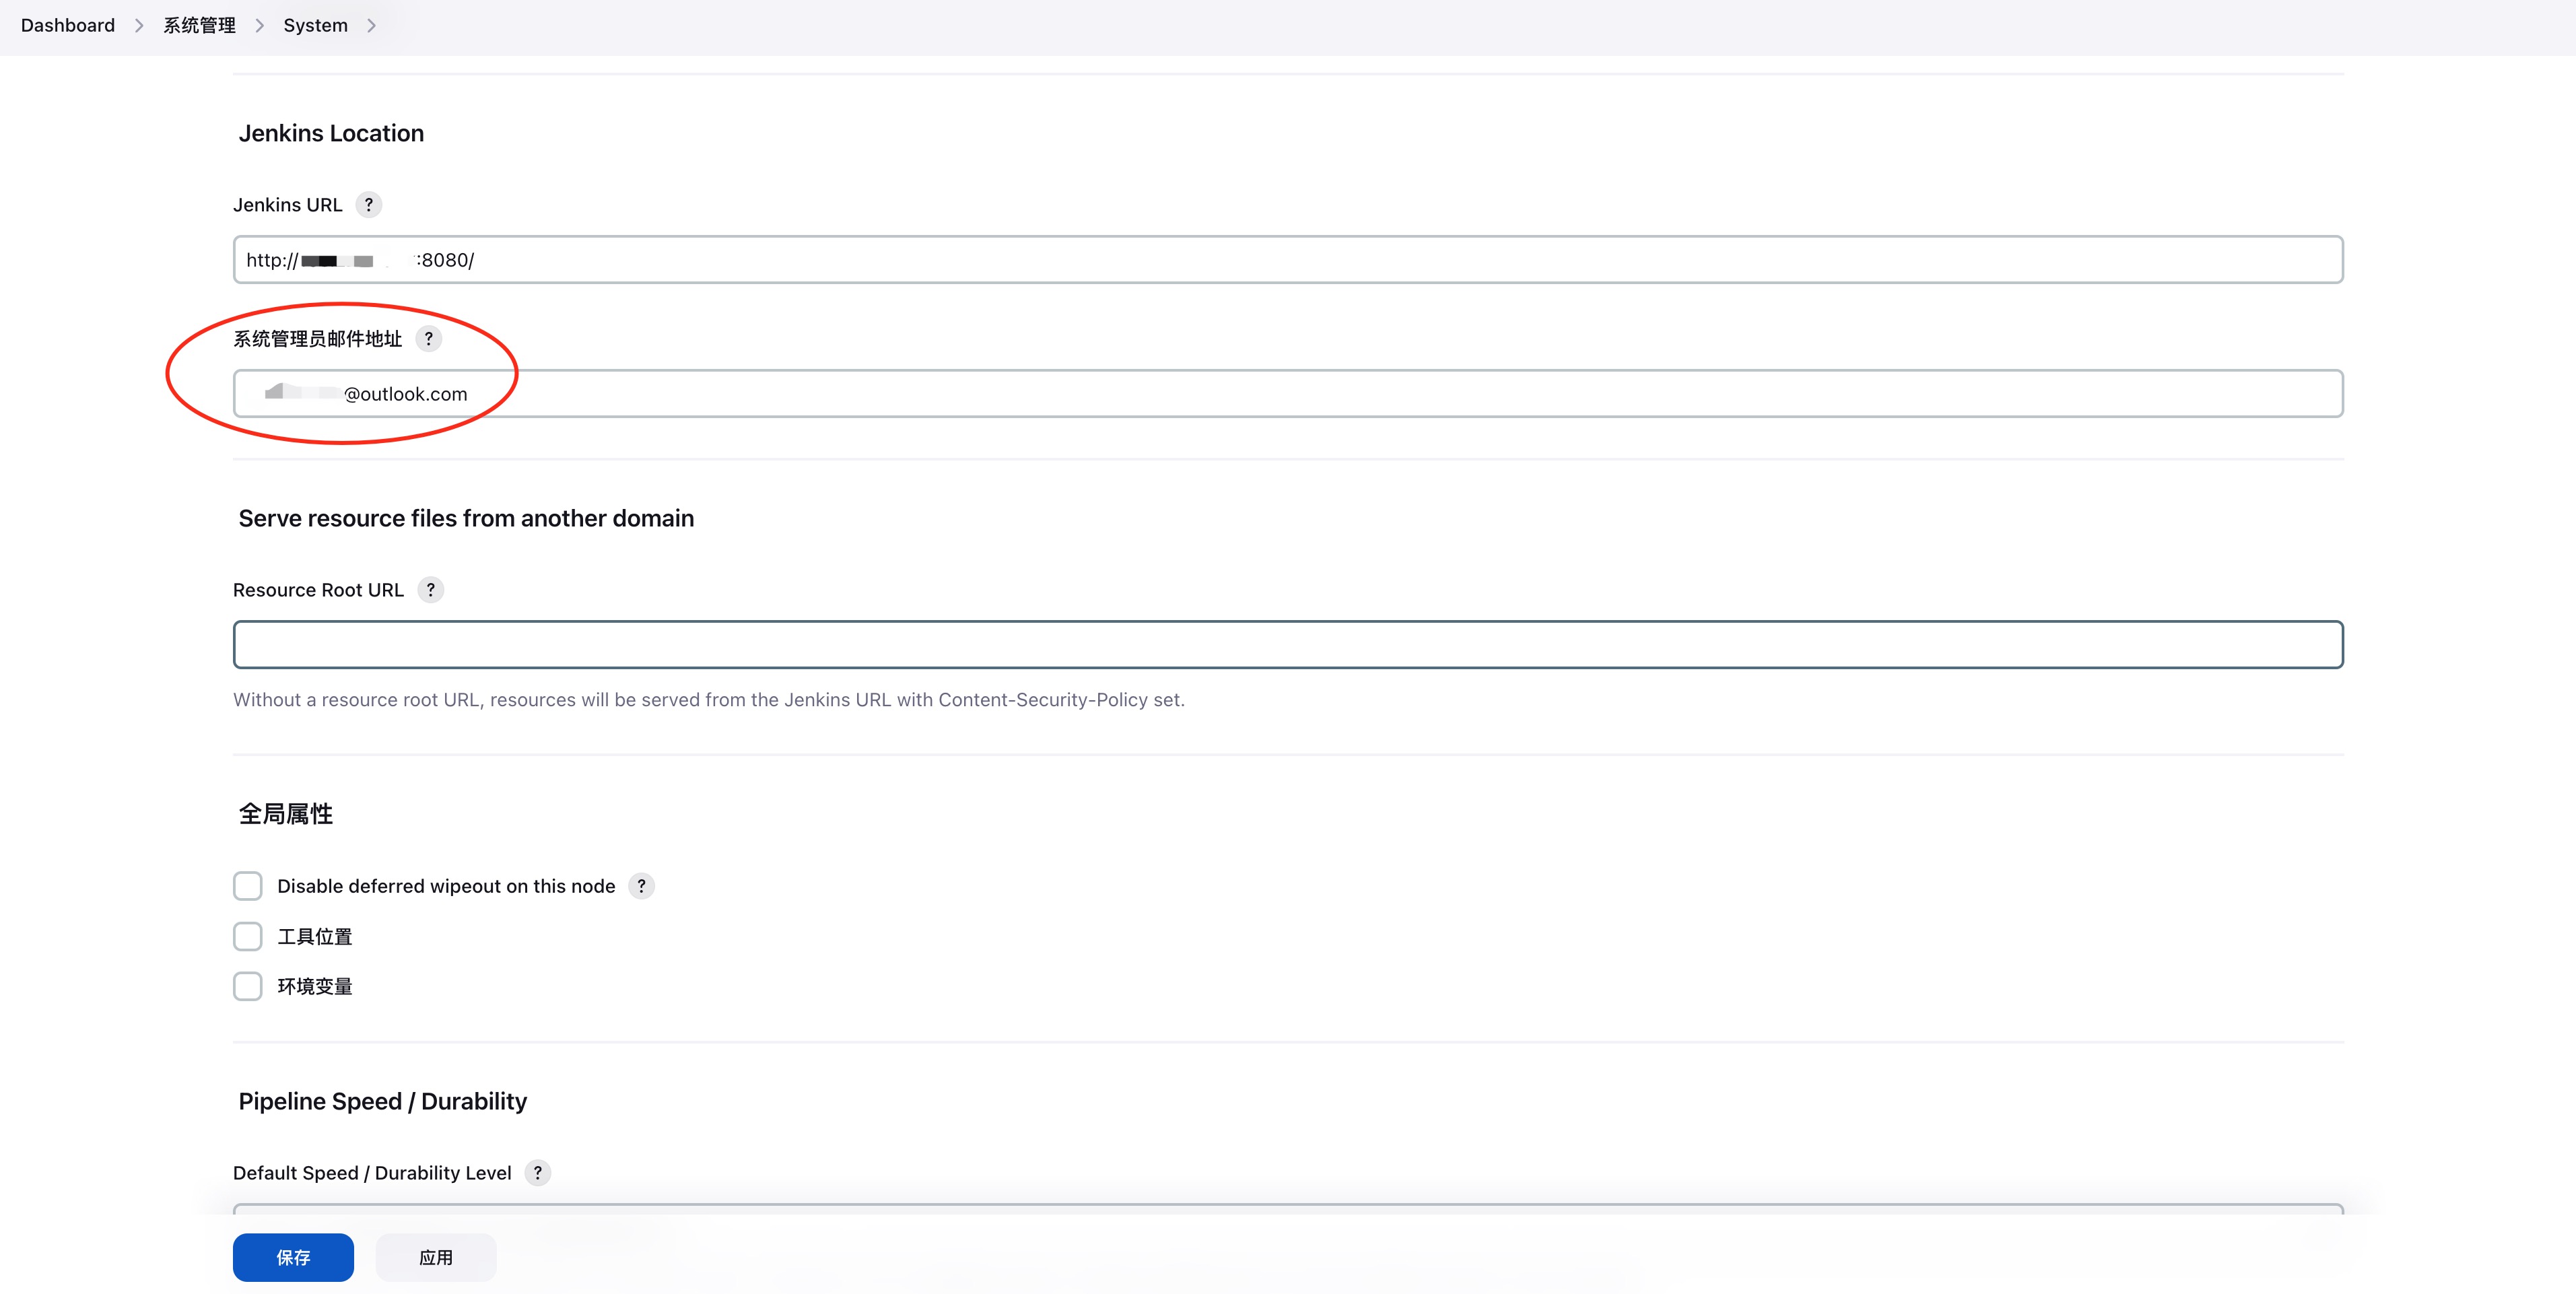 Dashboard > 系统管理 > System >
Jenkins Location
Jenkins URL ?
http:// :8080/
系统管理员邮件地址 ?
@outlook.com
Serve resource files from another domain
Resource Root URL ?
Without a resource root URL, resources will be served from the Jenkins URL with Content-Security-Policy set.
全局属性
Disable deferred wipeout on this node ?
工具位置
环境变量
Pipeline Speed / Durability
Default Speed / Durability Level ?
保存 应用